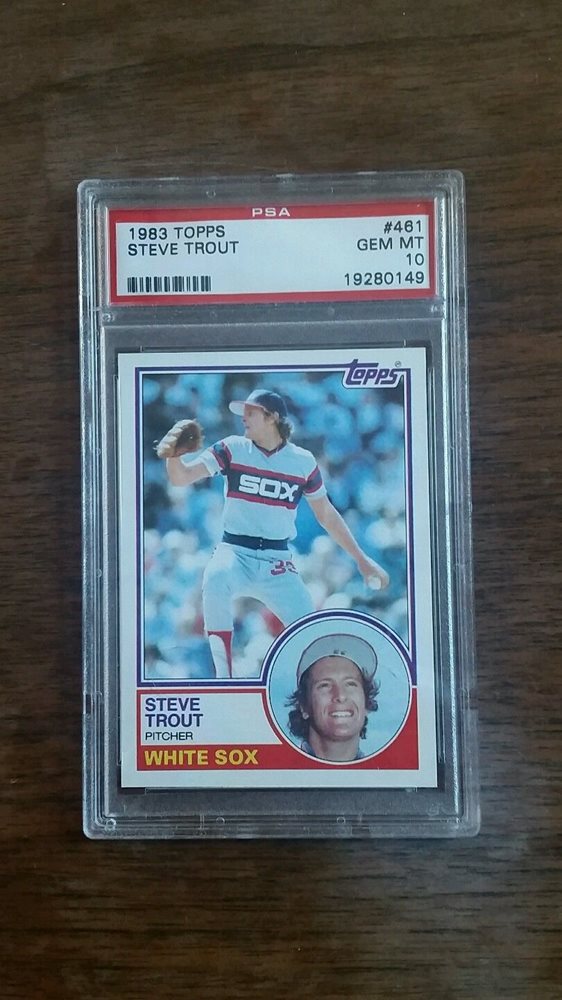 PSA
1983 TOPPS #461
STEVE TROUT GEM MT
10
19280149
Topps®
SOX
STEVE
TROUT
PITCHER
WHITE SOX